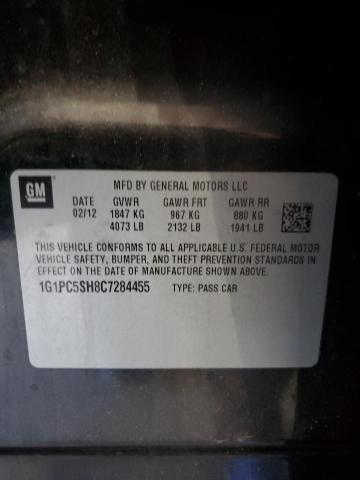 GM
MFD BY GENERAL MOTORS LLC
DATE GVWR GAWR FRT GAWR RR
02/12 1847 KG 967 KG 880 KG
4073 LB 2132 LB 1941 LB
THIS VEHICLE CONFORMS TO ALL APPLICABLE U.S. FEDERAL MOTOR
VEHICLE SAFETY, BUMPER, AND THEFT PREVENTION STANDARDS
IN EFFECT ON THE DATE OF MANUFACTURE SHOWN ABOVE.
1G1PC5SH8C7284455 TYPE: PASS CAR